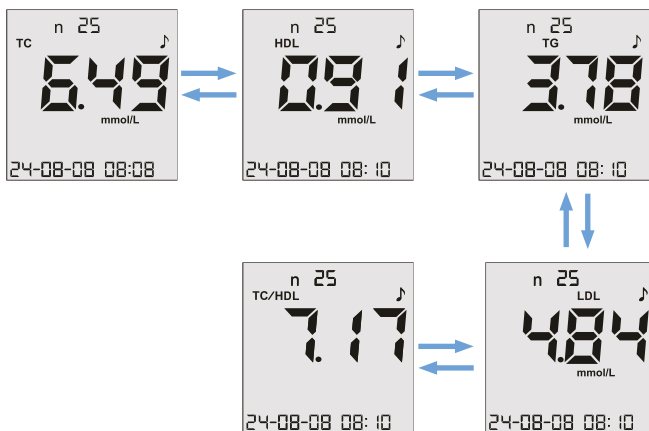 n 25
TC
6.49
mmol/L
24-08-08 08:08
n 25
HDL
0.91
mmol/L
24-08-08 08:10
n 25
TG
3.78
mmol/L
24-08-08 08:10
n 25
TC/HDL
7.17
24-08-08 08:10
n 25
LDL
4.84
mmol/L
24-08-08 08:10